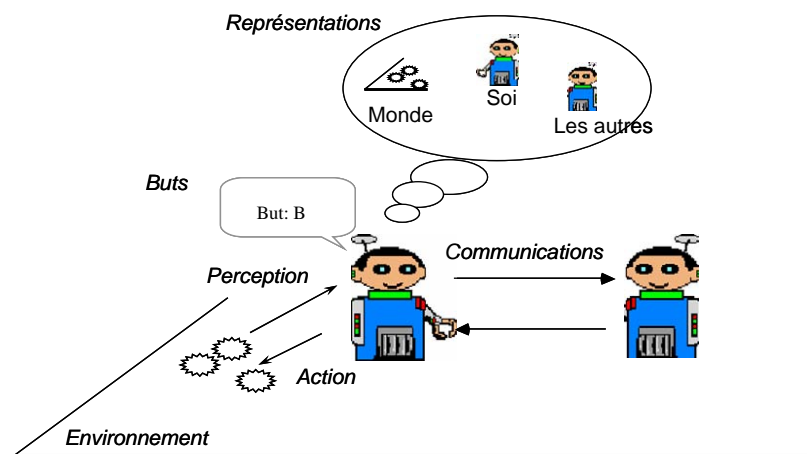 Représentations
Monde
Soi
Les autres
Buts
But: B
Communications
Perception
Action
Environnement